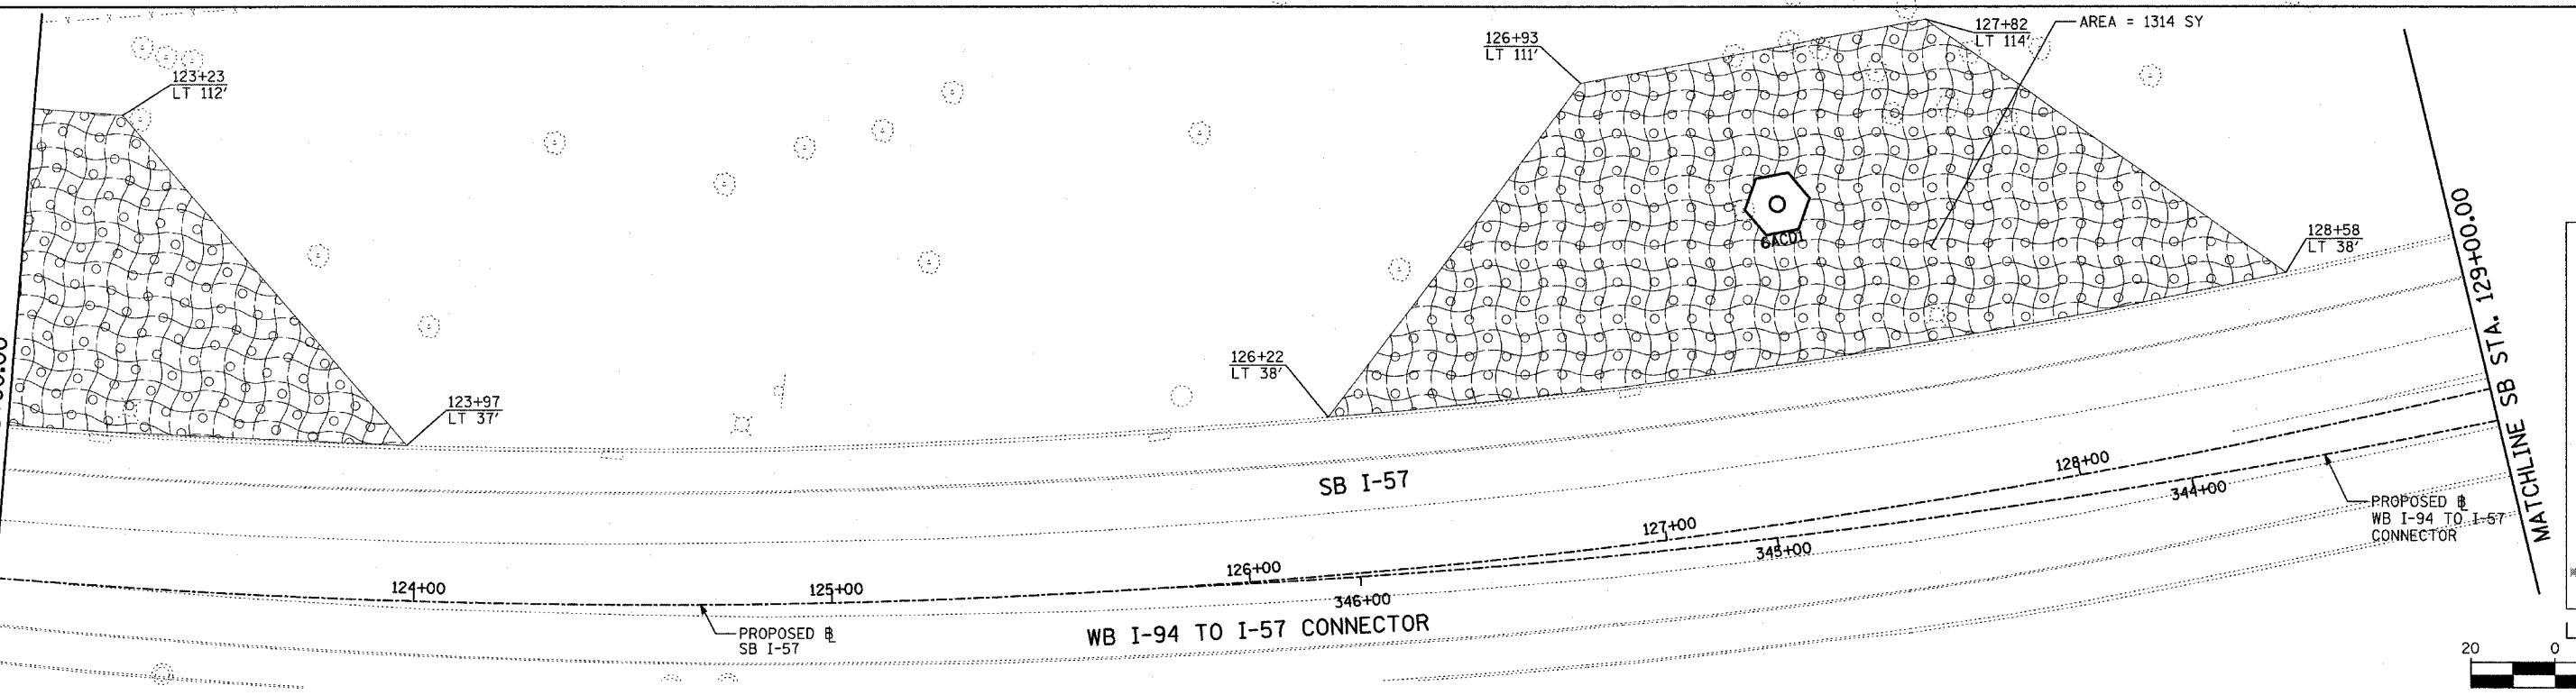 123+23
LT 112'
126+93
LT 111'
127+82
LT 114'
AREA = 1314 SY
6ACD1
123+97
LT 37'
126+22
LT 38'
128+58
LT 38'
MATCHLINE SB STA. 129+00.00
SB I-57
124+00
125+00
126+00
127+00
128+00
346+00
345+00
344+00
PROPOSED
SB I-57
WB I-94 TO I-57 CONNECTOR
PROPOSED
WB I-94 TO I-57
CONNECTOR
20
0